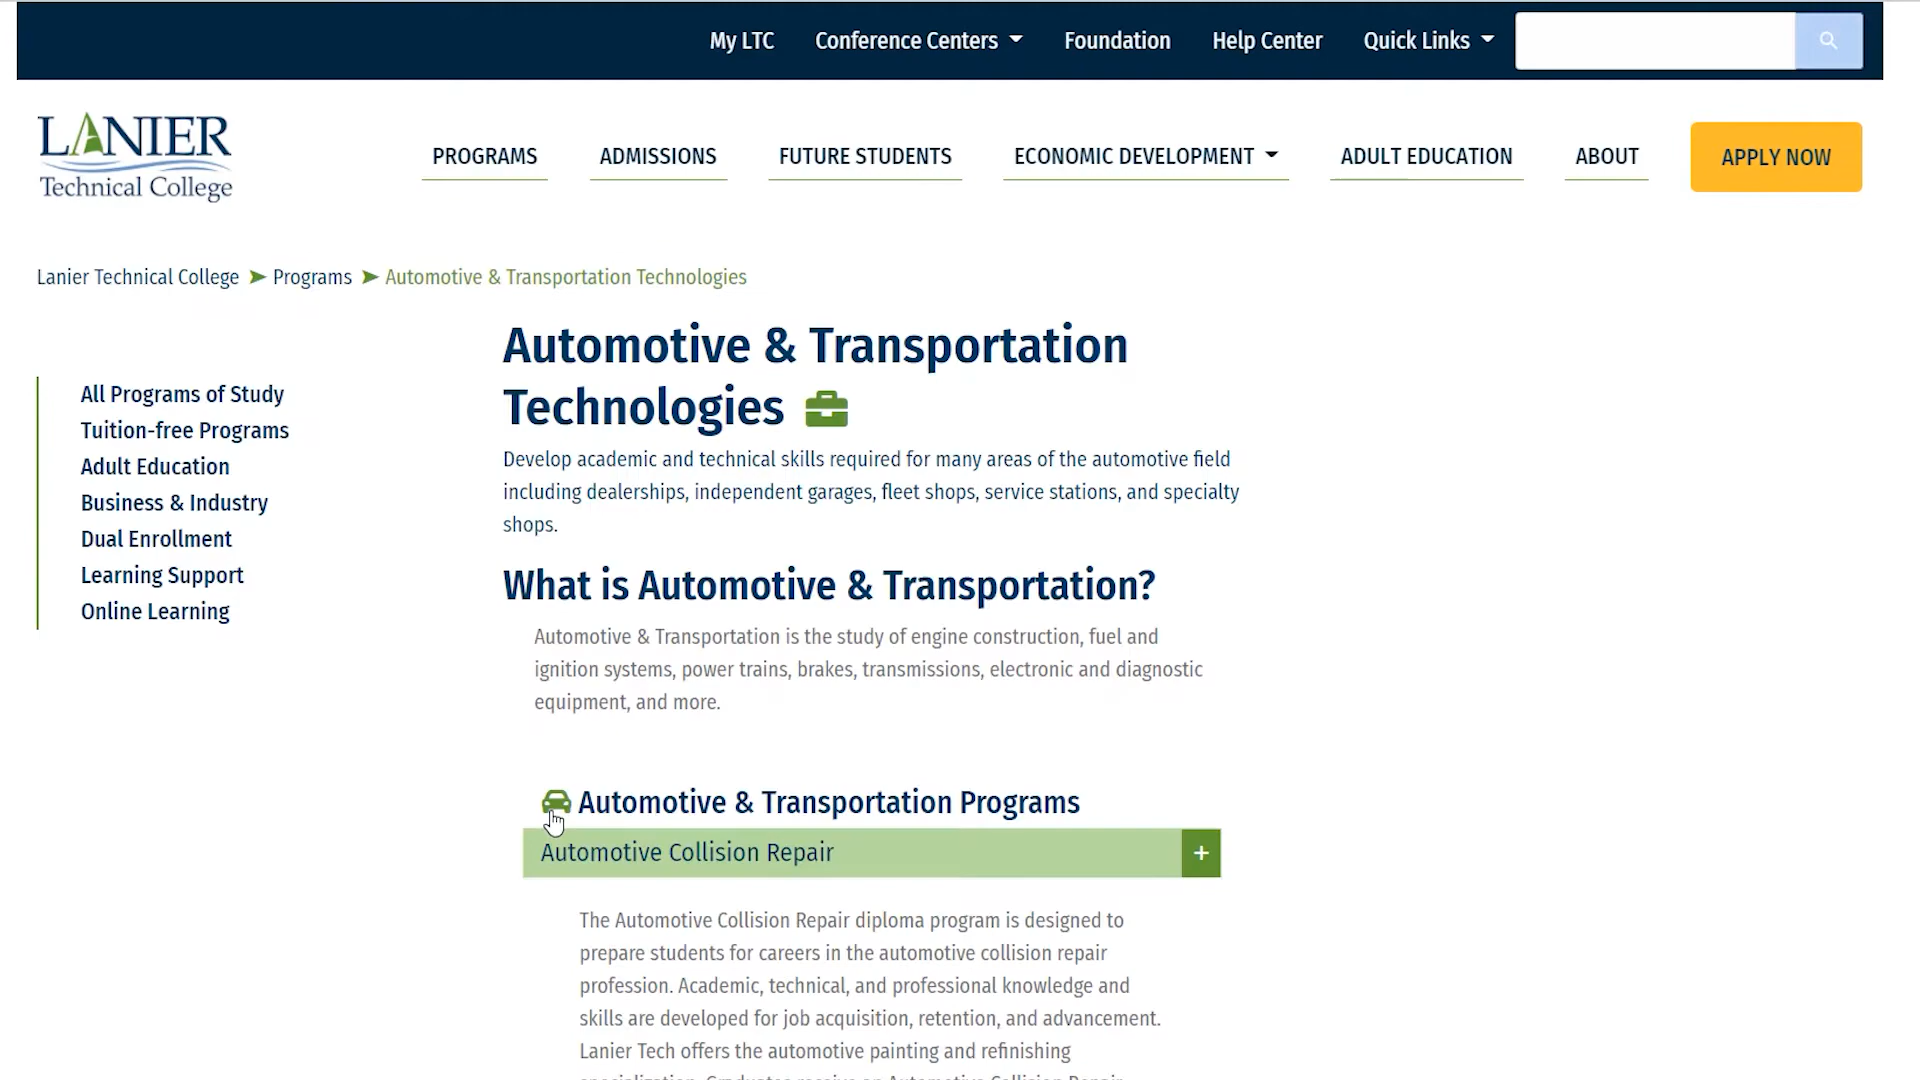 My LTC
Conference Centers
Foundation
Help Center
Quick Links
LANIER
Technical College
PROGRAMS
ADMISSIONS
FUTURE STUDENTS
ECONOMIC DEVELOPMENT
ADULT EDUCATION
ABOUT
APPLY NOW
Lanier Technical College ➤ Programs ➤ Automotive & Transportation Technologies
All Programs of Study
Tuition-free Programs
Adult Education
Business & Industry
Dual Enrollment
Learning Support
Online Learning
Automotive & Transportation
Technologies
Develop academic and technical skills required for many areas of the automotive field
including dealerships, independent garages, fleet shops, service stations, and specialty
shops.
What is Automotive & Transportation?
Automotive & Transportation is the study of engine construction, fuel and
ignition systems, power trains, brakes, transmissions, electronic and diagnostic
equipment, and more.
Automotive & Transportation Programs
Automotive Collision Repair +
The Automotive Collision Repair diploma program is designed to
prepare students for careers in the automotive collision repair
profession. Academic, technical, and professional knowledge and
skills are developed for job acquisition, retention, and advancement.
Lanier Tech offers the automotive painting and refinishing